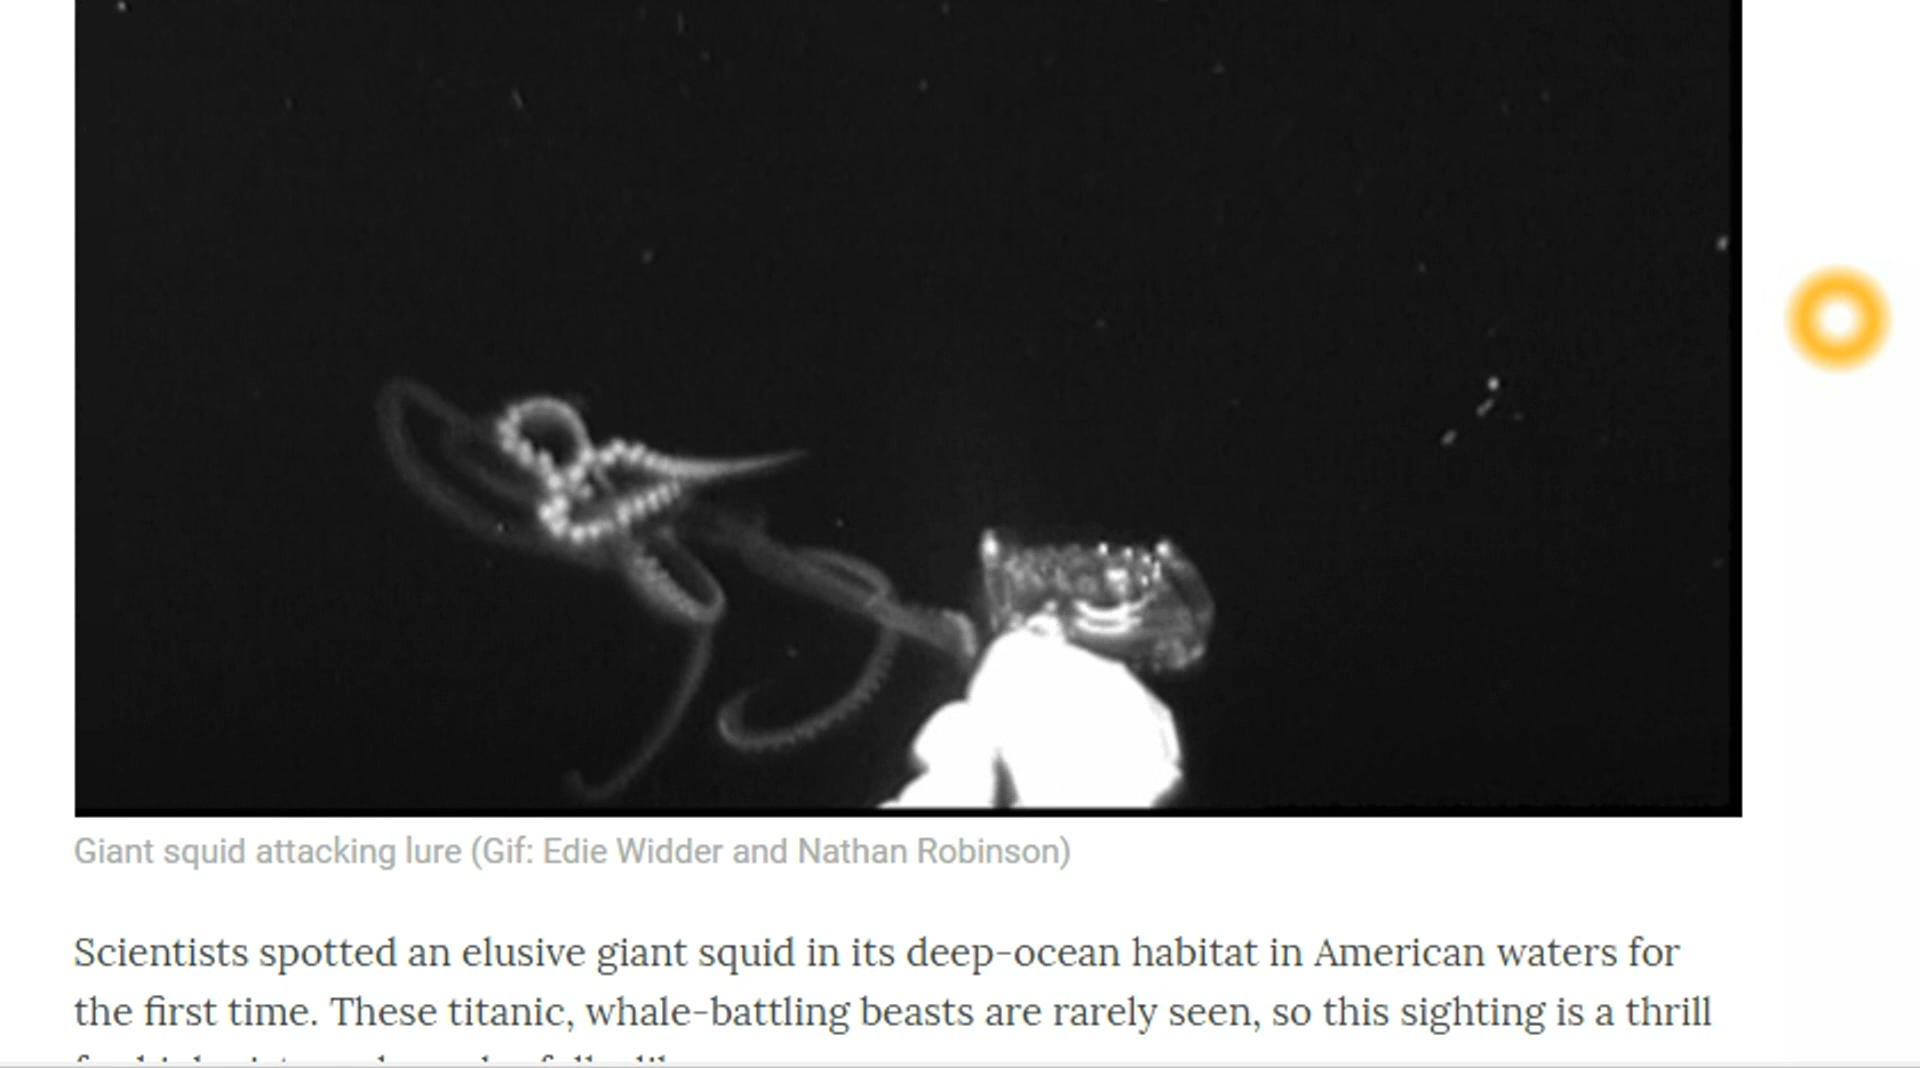 Giant squid attacking lure (Gif: Edie Widder and Nathan Robinson)
Scientists spotted an elusive giant squid in its deep-ocean habitat in American waters for
the first time. These titanic, whale-battling beasts are rarely seen, so this sighting is a thrill